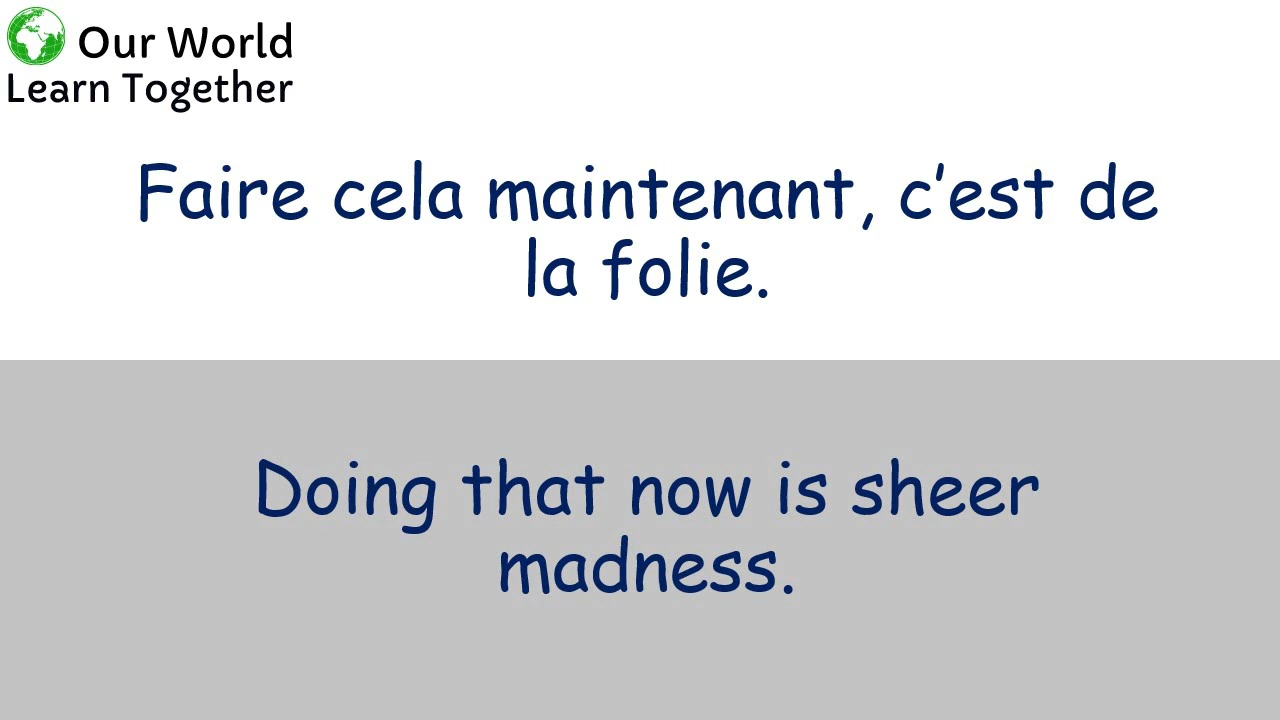 Our World
Learn Together
Faire cela maintenant, c’est de
la folie.
Doing that now is sheer
madness.